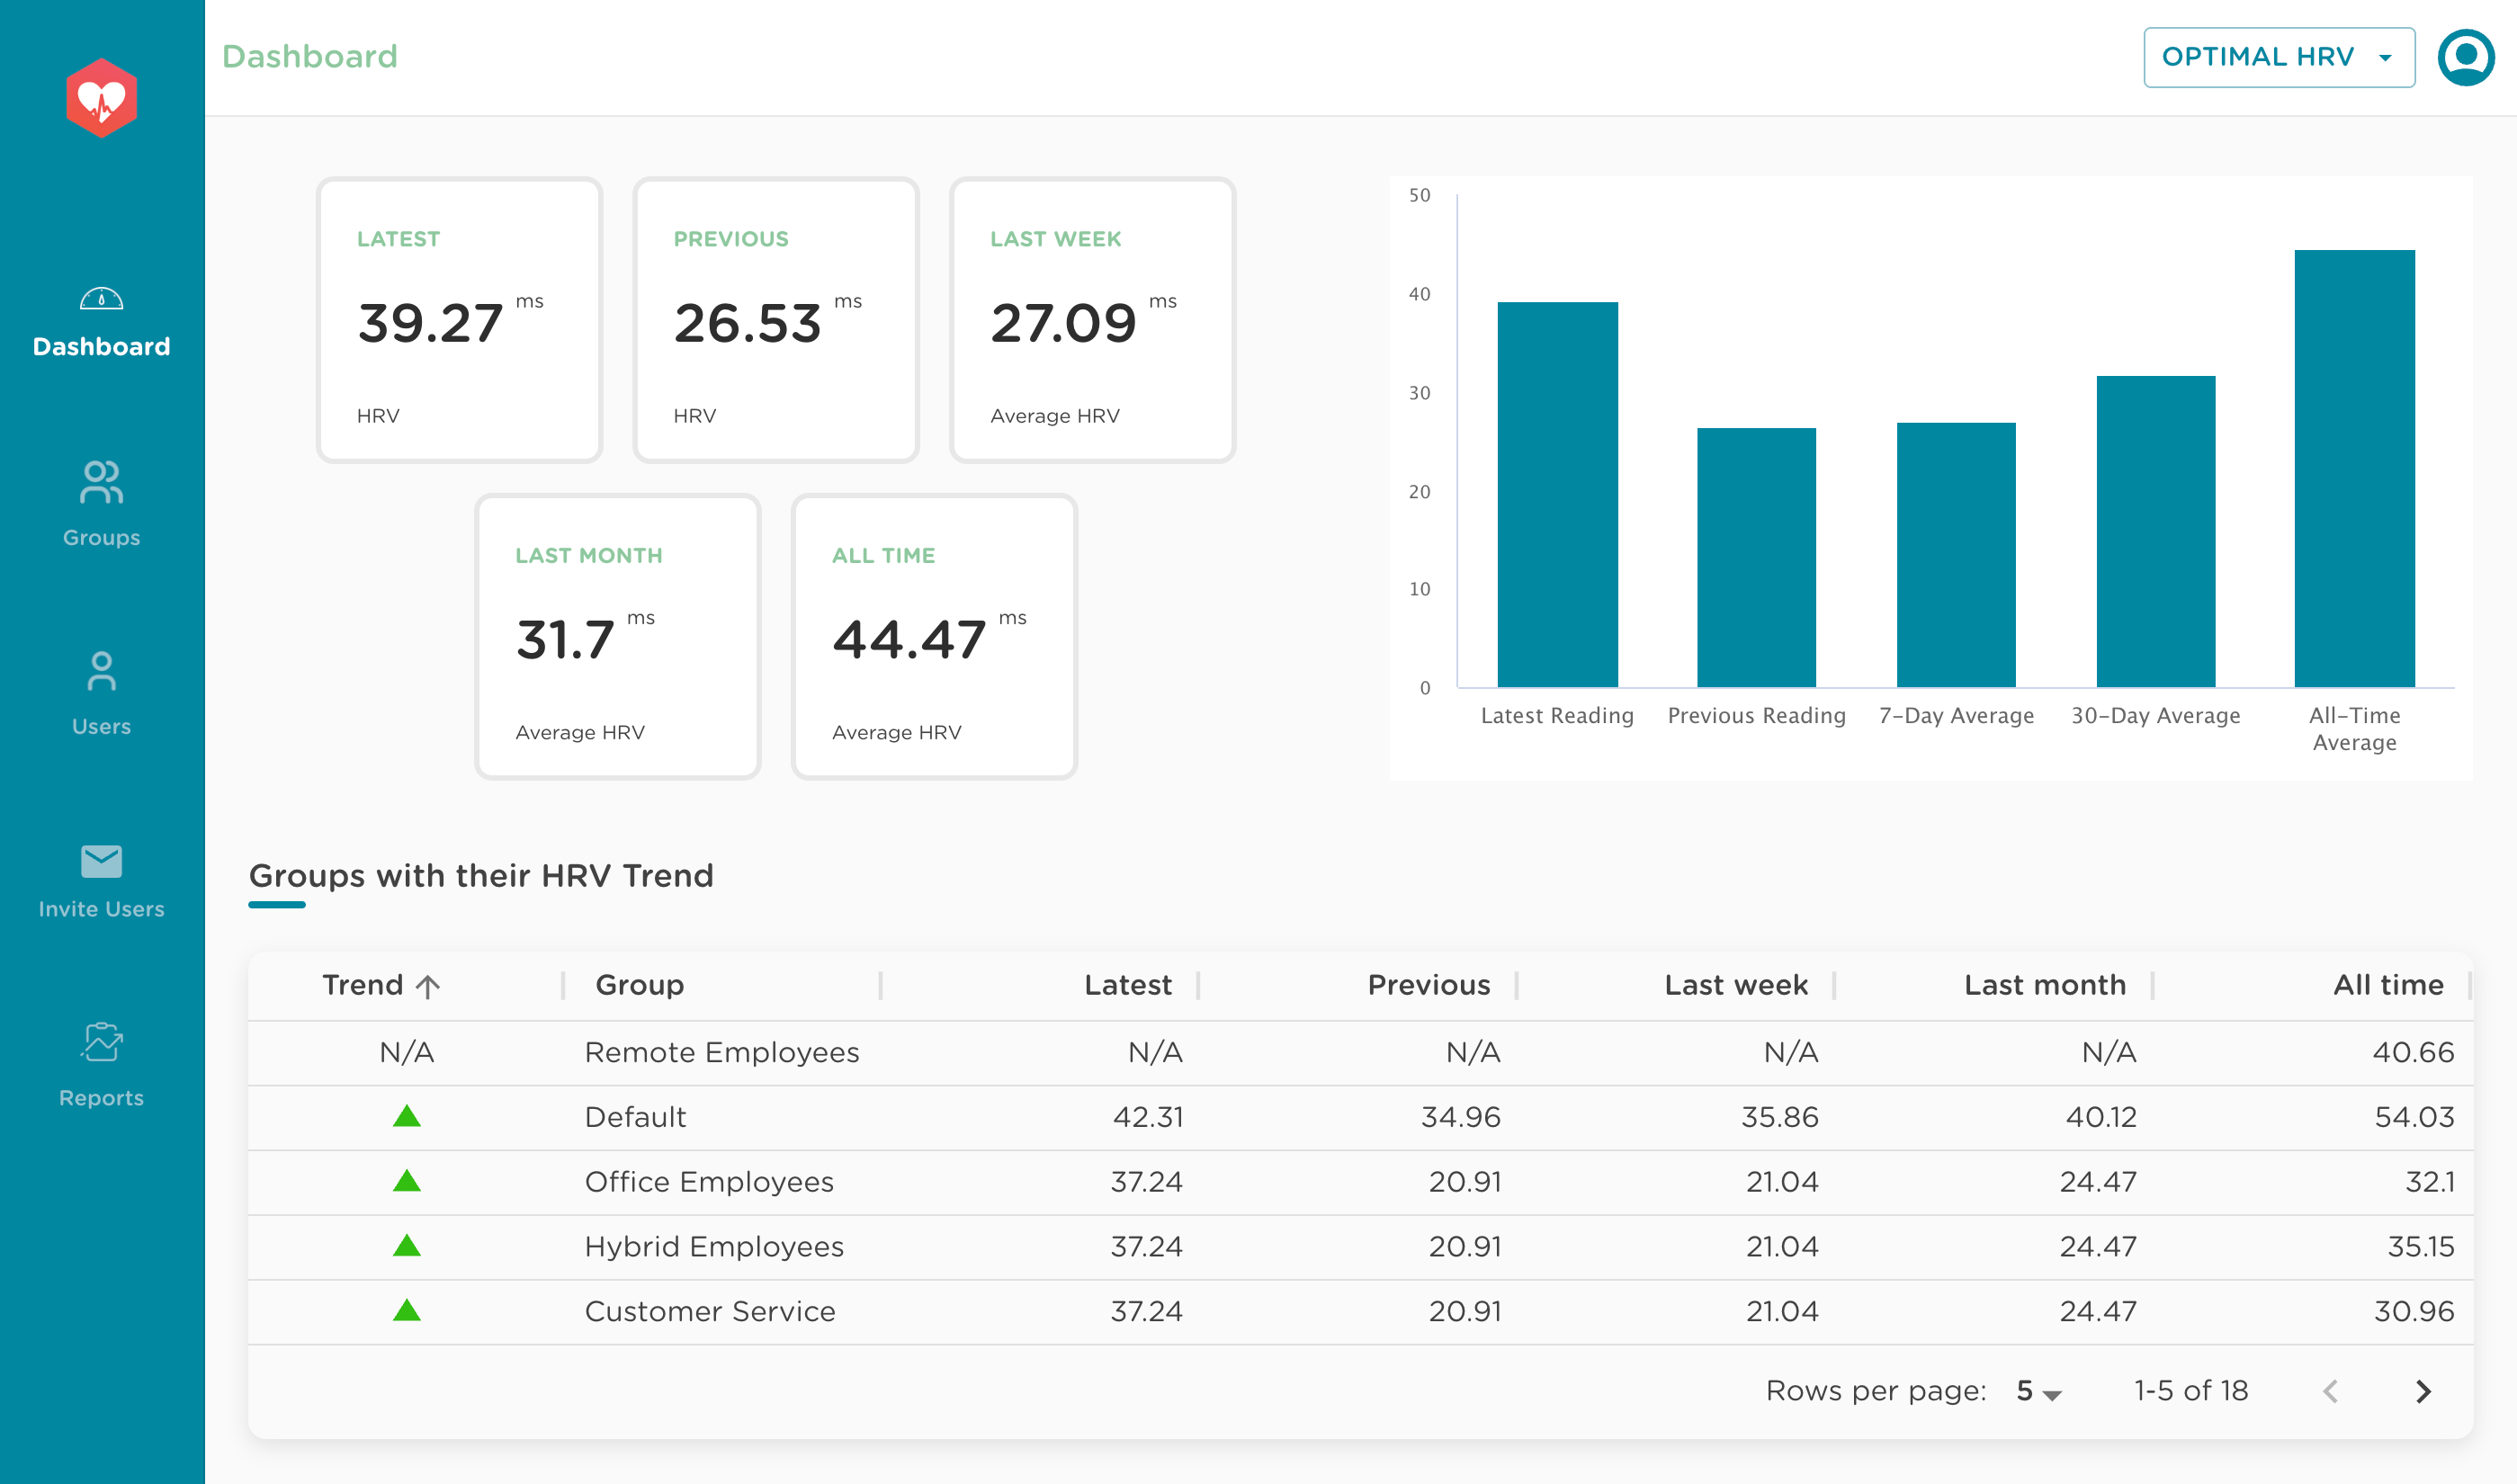 Dashboard
OPTIMAL HRV
Dashboard
Groups
Users
Invite Users
Reports
LATEST
39.27 ms
HRV
PREVIOUS
26.53 ms
HRV
LAST WEEK
27.09 ms
Average HRV
LAST MONTH
31.7 ms
Average HRV
ALL TIME
44.47 ms
Average HRV
50
40
30
20
10
0
Latest Reading
Previous Reading
7-Day Average
30-Day Average
All-Time
Average
Groups with their HRV Trend
Trend Group Latest Previous Last week Last month All time
N/A Remote Employees N/A N/A N/A N/A 40.66
Default 42.31 34.96 35.86 40.12 54.03
Office Employees 37.24 20.91 21.04 24.47 32.1
Hybrid Employees 37.24 20.91 21.04 24.47 35.15
Customer Service 37.24 20.91 21.04 24.47 30.96
Rows per page: 5 1-5 of 18